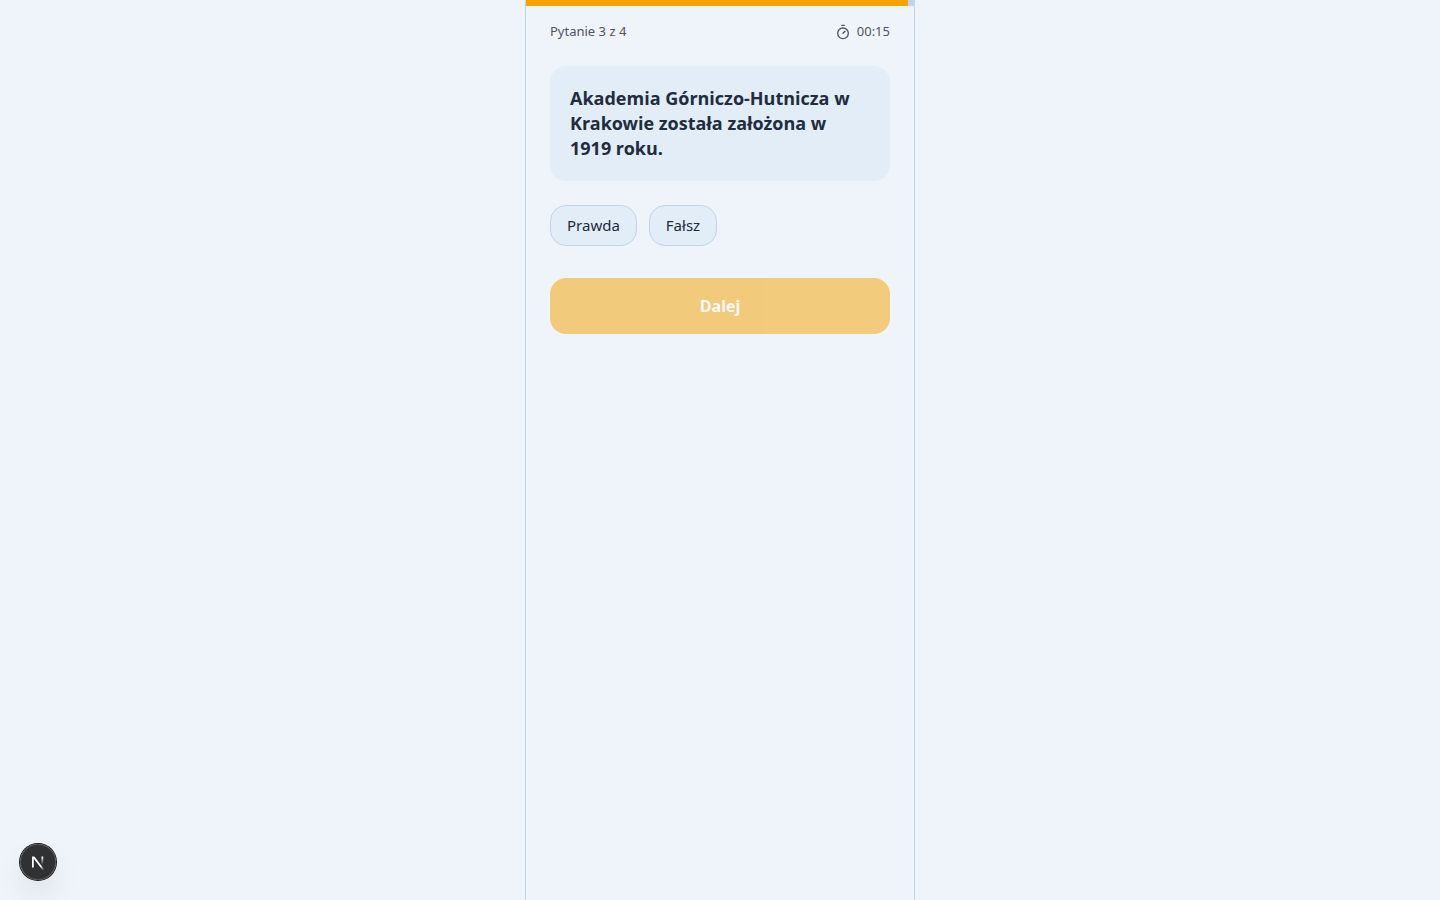 Pytanie 3 z 4
00:15
Akademia Górniczo-Hutnicza w
Krakowie została założona w
1919 roku.
Prawda
Fałsz
Dalej
N